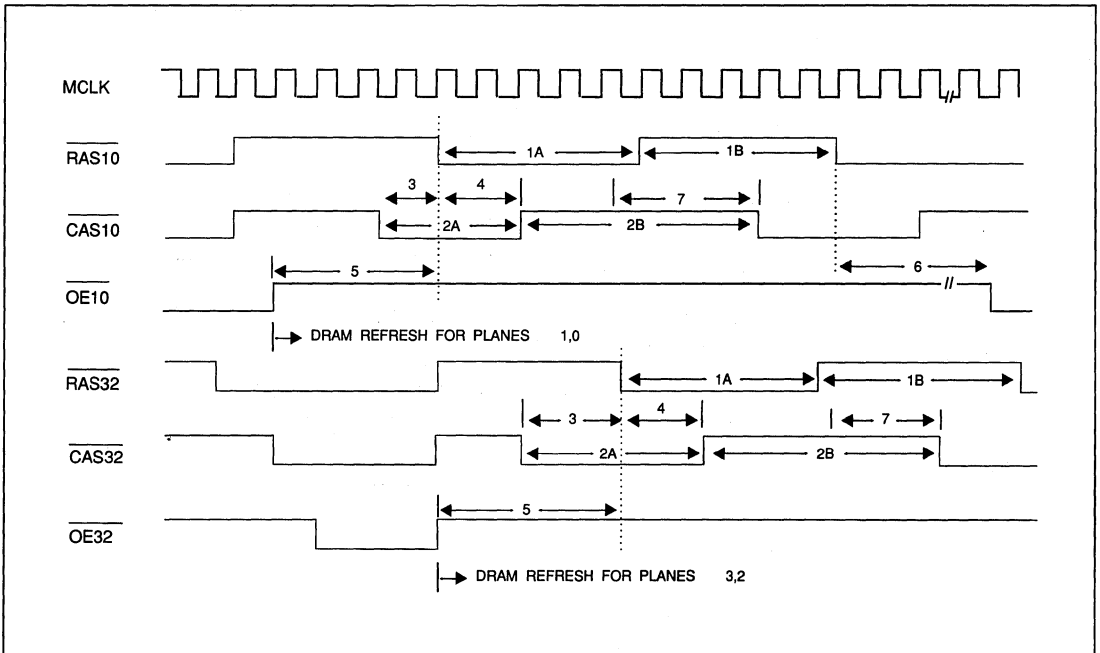 MCLK
RAS10
1A 1B
3 4 7
CAS10
2A 2B
5 6
OE10
DRAM REFRESH FOR PLANES 1,0
RAS32
1A 1B
3 4 7
CAS32
2A 2B
5
OE32
DRAM REFRESH FOR PLANES 3,2